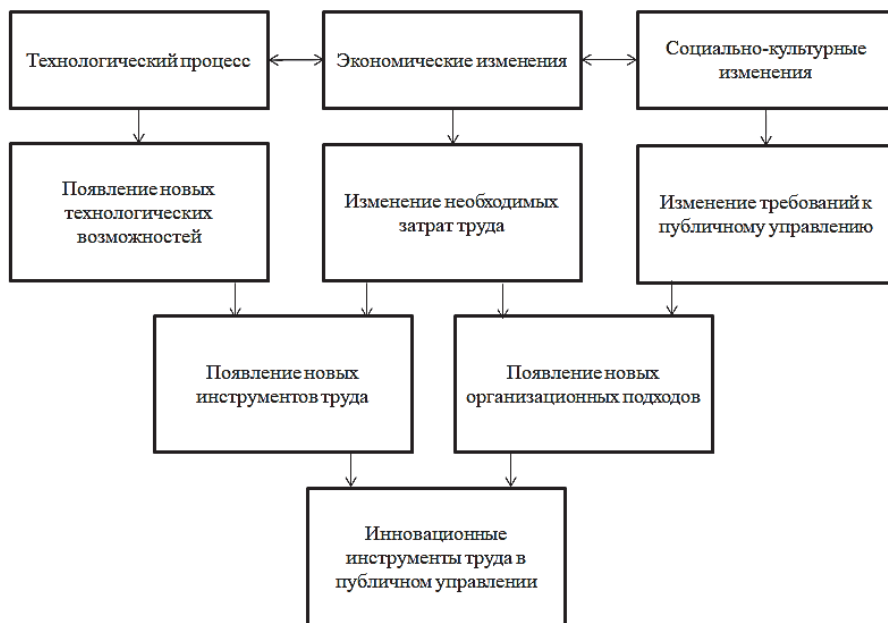 Технологический процесс
Экономические изменения
Социально-культурные
изменения
Появление новых
технологических
возможностей
Изменение необходимых
затрат труда
Изменение требований к
публичному управлению
Появление новых
инструментов труда
Появление новых
организационных подходов
Инновационные
инструменты труда в
публичном управлении